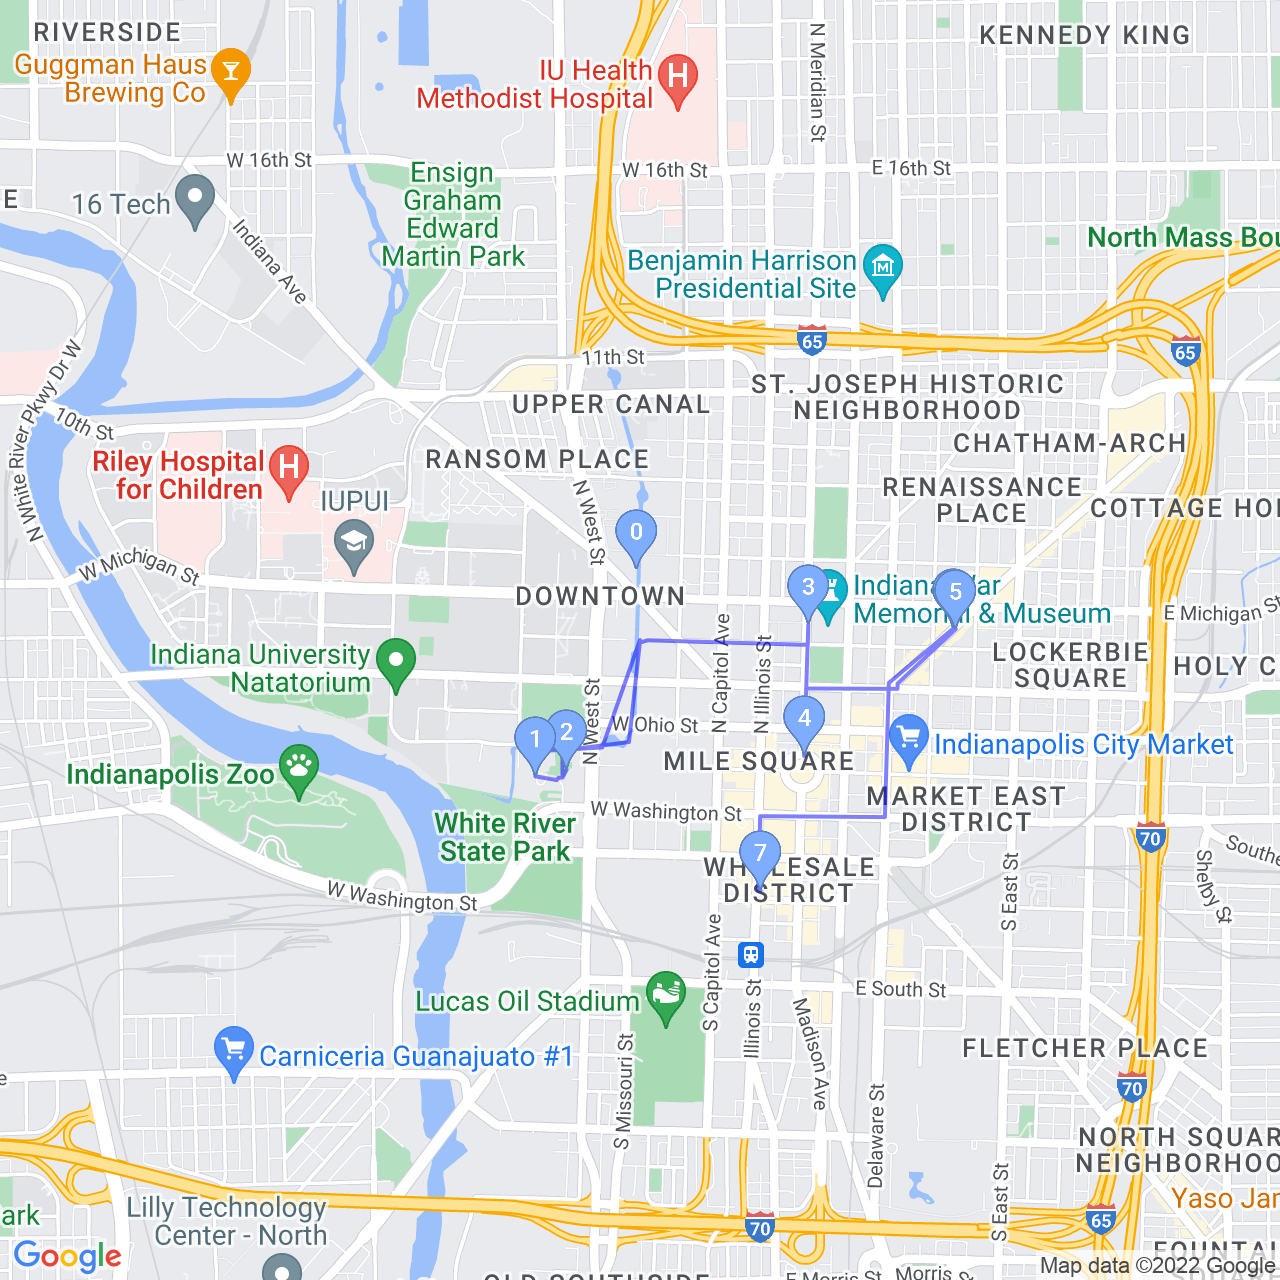 RIVERSIDE
Guggman Haus
Brewing Co
IU Health
Methodist Hospital
N Meridian St
KENNEDY KING
W 16th St
W 16th St
E 16th St
E
16 Tech
Ensign
Graham
Edward
Martin Park
Indiana Ave
North Mass Bou
Benjamin Harrison
Presidential Site
65
65
11th St
N White River Pkwy Dr W
10th St
UPPER CANAL
ST. JOSEPH HISTORIC
NEIGHBORHOOD
CHATHAM-ARCH
RANSOM PLACE
Riley Hospital
for Children
IUPUI
N West St
RENAISSANCE
PLACE
COTTAGE HO
0
W Michigan St
DOWNTOWN
3
Indiana War
Memorial & Museum
5
E Michigan St
Indiana University
Natatorium
N Capitol Ave
N Illinois St
LOCKERBIE
SQUARE
HOLY C
N West St
W Ohio St
1
2
4
Indianapolis City Market
MILE SQUARE
Indianapolis Zoo
W Washington St
MARKET EAST
DISTRICT
White River
State Park
70
Southe
7
WHOLESALE
DISTRICT
W Washington St
S East St
Shelby St
S Capitol Ave
Illinois St
E South St
Lucas Oil Stadium
Madison Ave
Carniceria Guanajuato #1
S Missouri St
FLETCHER PLACE
e
70
Delaware St
NORTH SQUAR
NEIGHBORHOO
S East St
Yaso Jar
Lilly Technology
Center - North
ark
70
65
Google
FOUNTAI
OLD SOUTHSIDE
E Morris St
Morris St
Map data ©2022 Google